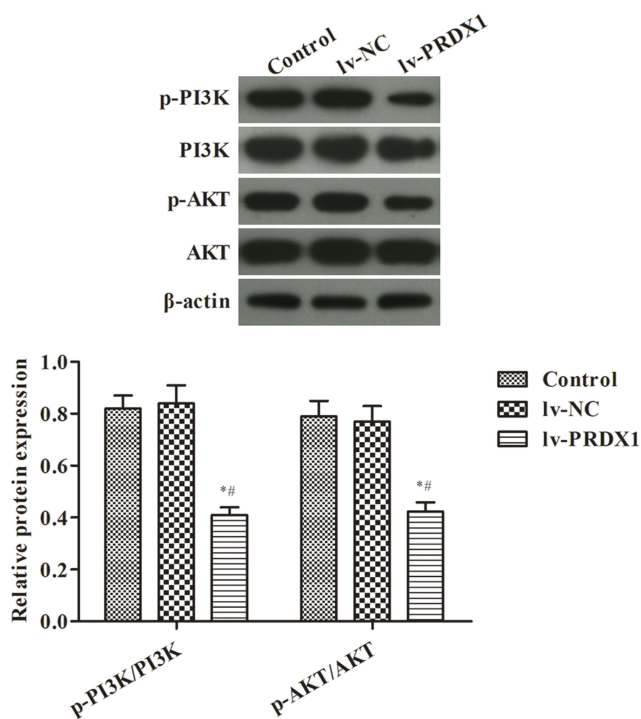 Control lv-NC lv-PRDX1
p-PI3K
PI3K
p-AKT
AKT
β-actin
Relative protein expression
1.0
0.8
0.6
0.4
0.2
0.0
*#
*#
p-PI3K/PI3K
p-AKT/AKT
Control
lv-NC
lv-PRDX1